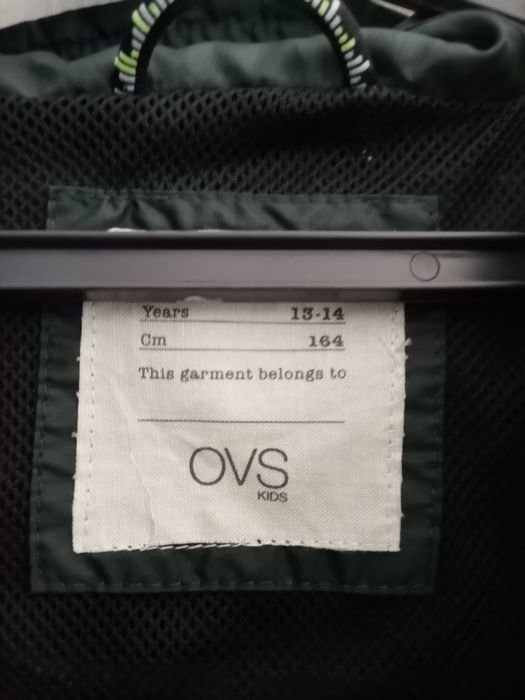 Years 13-14
Cm 164
This garment belongs to
OVS
KIDS